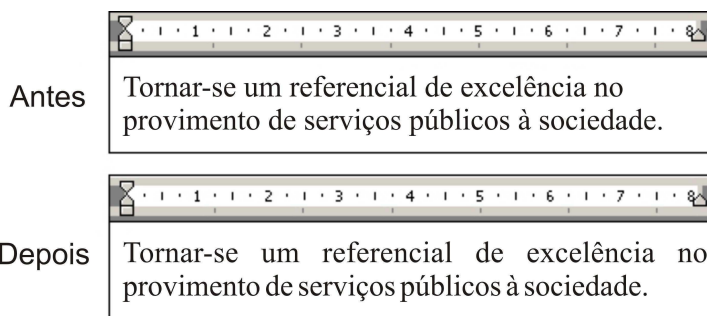 · ı · 1 · ı · 2 · ı · 3 · ı · 4 · ı · 5 · ı · 6 · ı · 7 · ı · 8
Antes
Tornar-se um referencial de excelência no
provimento de serviços públicos à sociedade.
· ı · 1 · ı · 2 · ı · 3 · ı · 4 · ı · 5 · ı · 6 · ı · 7 · ı · 8
Depois
Tornar-se um referencial de excelência no
provimento de serviços públicos à sociedade.